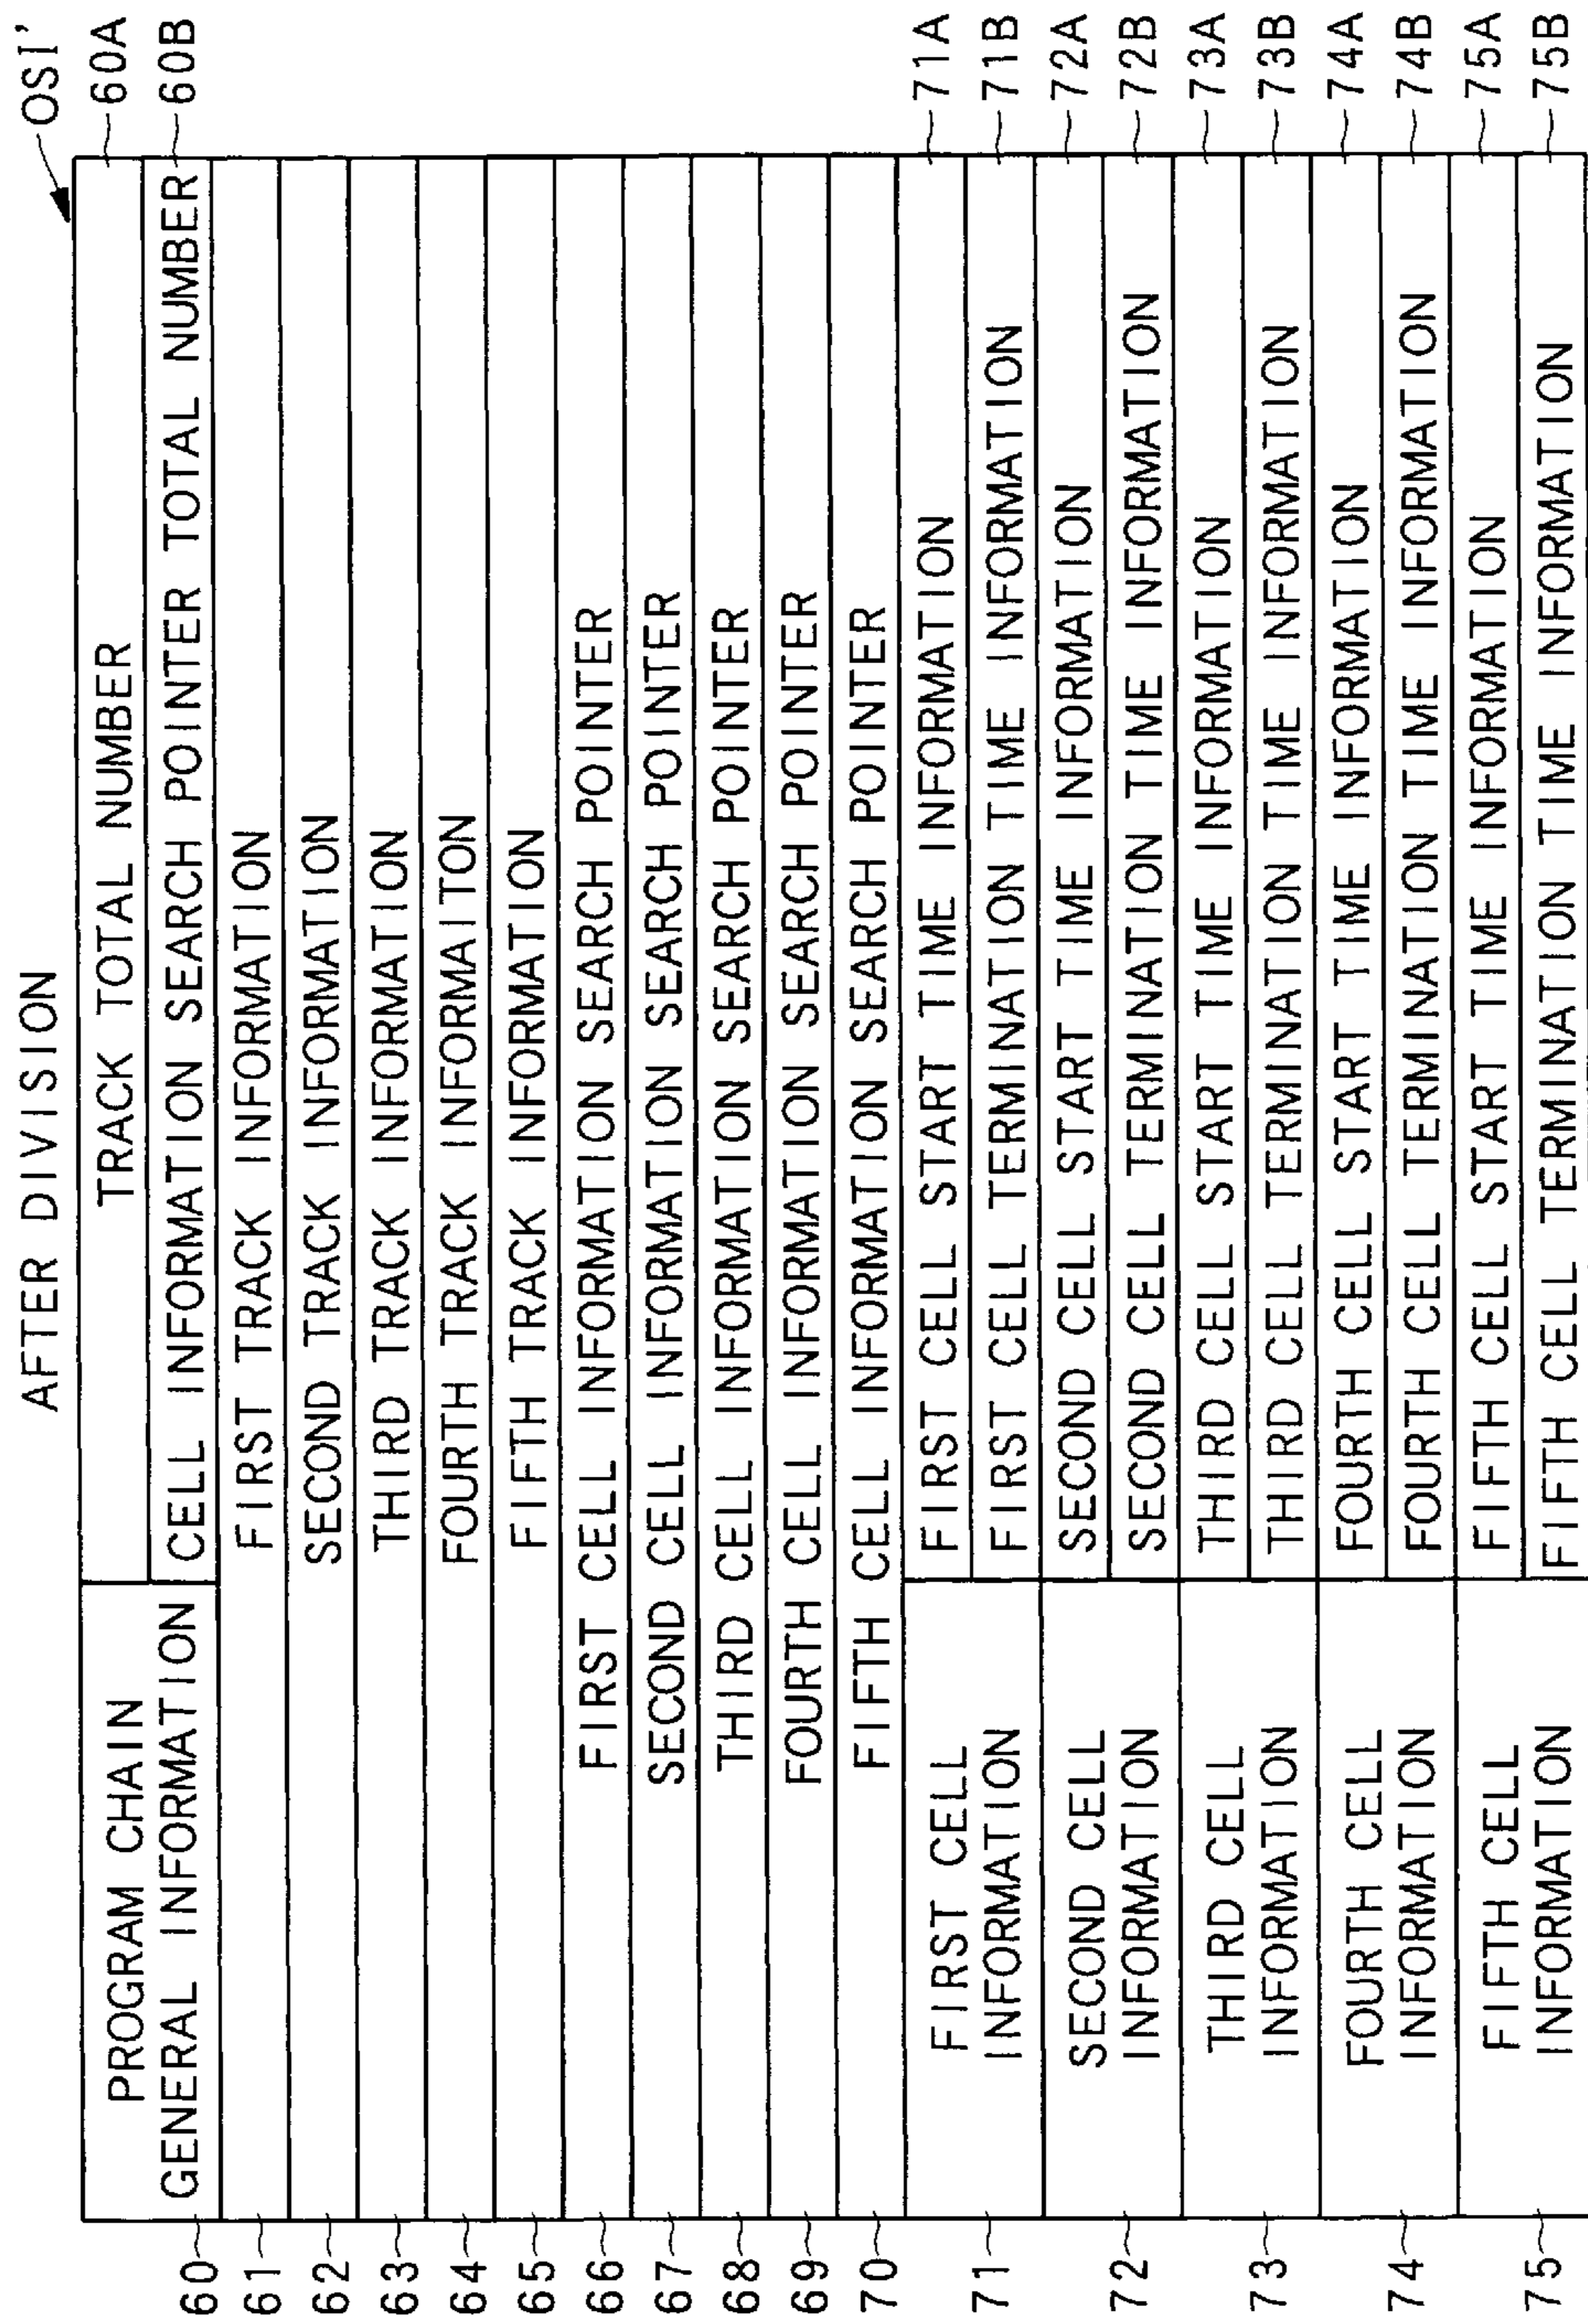 AFTER DIVISION
OSI'
PROGRAM CHAIN
GENERAL INFORMATION
TRACK TOTAL NUMBER
60A
60
CELL INFORMATION SEARCH POINTER TOTAL NUMBER
60B
61
FIRST TRACK INFORMATION
62
SECOND TRACK INFORMATION
63
THIRD TRACK INFORMATION
64
FOURTH TRACK INFORMAITON
65
FIFTH TRACK INFORMATION
66
FIRST CELL INFORMATION SEARCH POINTER
67
SECOND CELL INFORMATION SEARCH POINTER
68
THIRD CELL INFORMATION SEARCH POINTER
69
FOURTH CELL INFORMATION SEARCH POINTER
70
FIFTH CELL INFORMATION SEARCH POINTER
71
FIRST CELL
INFORMATION
FIRST CELL START TIME INFORMATION
71A
FIRST CELL TERMINATION TIME INFORMATION
71B
72
SECOND CELL
INFORMATION
SECOND CELL START TIME INFORMATION
72A
SECOND CELL TERMINATION TIME INFORMATION
72B
73
THIRD CELL
INFORMATION
THIRD CELL START TIME INFORMATION
73A
THIRD CELL TERMINATION TIME INFORMATION
73B
74
FOURTH CELL
INFORMATION
FOURTH CELL START TIME INFORMATION
74A
FOURTH CELL TERMINATION TIME INFORMATION
74B
75
FIFTH CELL
INFORMATION
FIFTH CELL START TIME INFORMATION
75A
FIFTH CELL TERMINATION TIME INFORMATION
75B